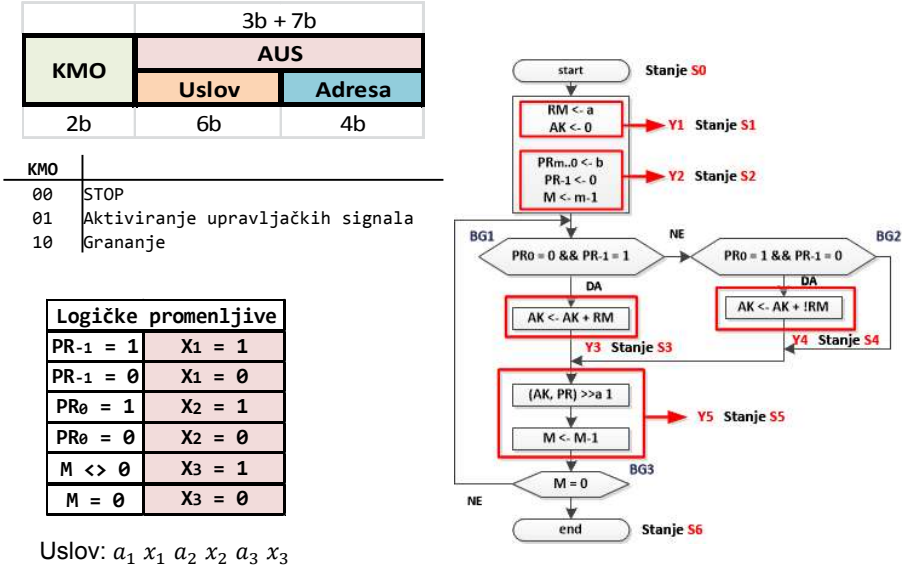 3b + 7b
KMO
AUS
Uslov Adresa
2b 6b 4b
KMO
00 STOP
01 Aktiviranje upravljačkih signala
10 Grananje
Logičke promenljive
PR-1 = 1 X1 = 1
PR-1 = 0 X1 = 0
PR0 = 1 X2 = 1
PR0 = 0 X2 = 0
M <> 0 X3 = 1
M = 0 X3 = 0
Uslov: a₁ x₁ a₂ x₂ a₃ x₃
start
Stanje S0
RM <- a
AK <- 0
Y1 Stanje S1
PRm..0 <- b
PR-1 <- 0
M <- m-1
Y2 Stanje S2
BG1
NE
BG2
PR0 = 0 && PR-1 = 1
PR0 = 1 && PR-1 = 0
DA
DA
AK <- AK + RM
AK <- AK + !RM
Y3 Stanje S3
Y4 Stanje S4
(AK, PR) >>a 1
Y5 Stanje S5
M <- M-1
BG3
M = 0
NE
end
Stanje S6